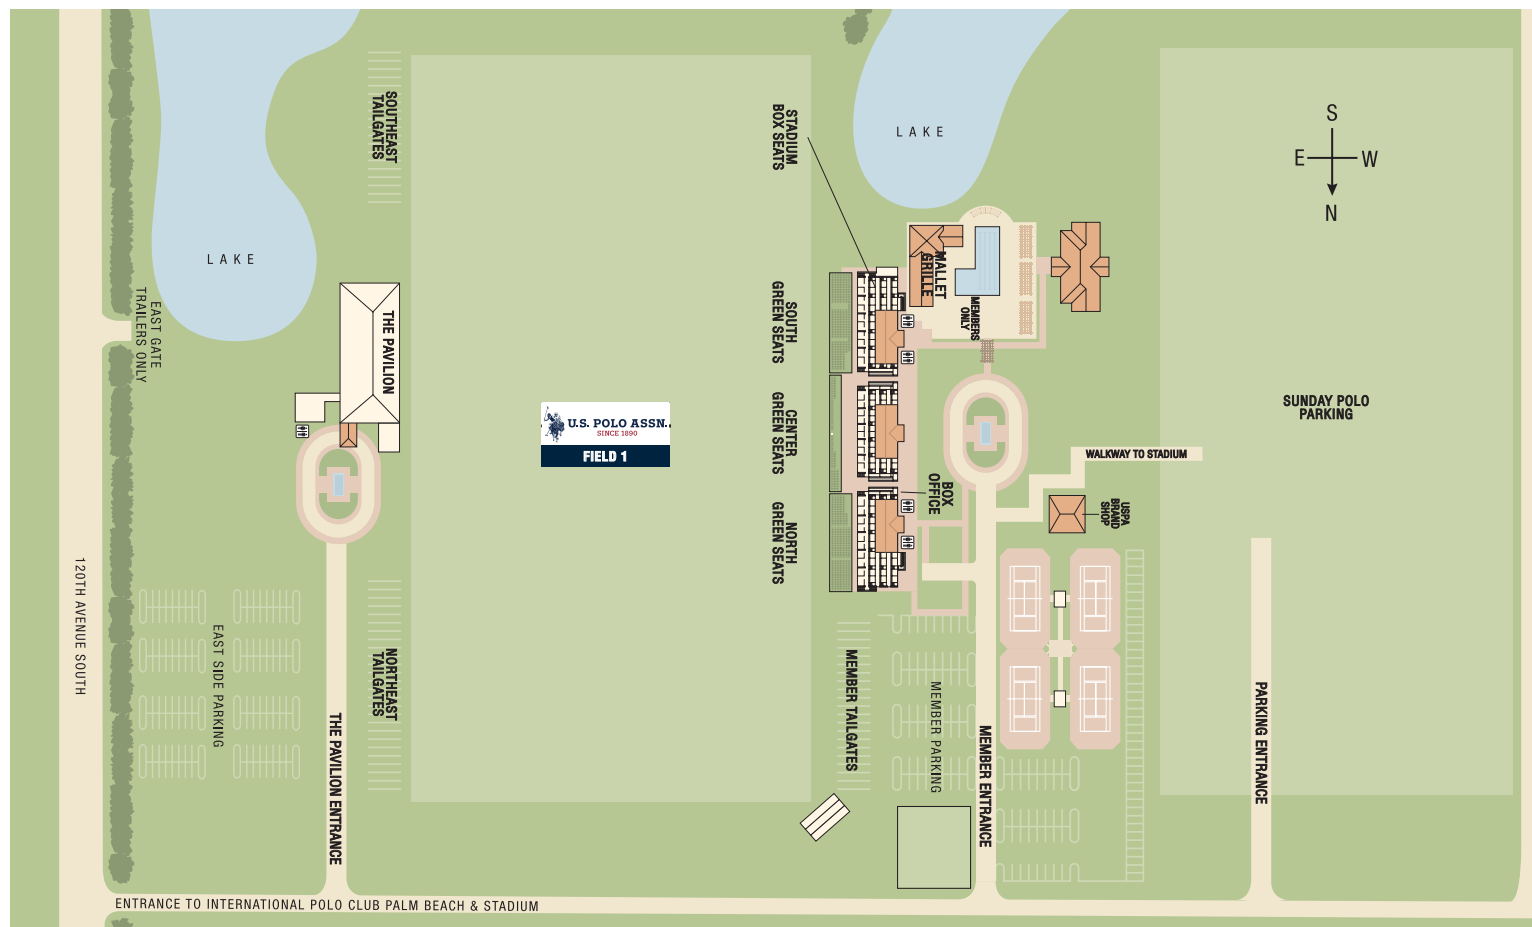 SOUTHEAST
TAILGATES
STADIUM
BOX SEATS
LAKE
S
E
W
N
LAKE
MALLET
GRILLE
MEMBERS
ONLY
EAST GATE
TRAILERS ONLY
THE PAVILION
SOUTH
GREEN SEATS
CENTER
GREEN SEATS
SUNDAY POLO
PARKING
U.S. POLO ASSN.
SINCE 1890
FIELD 1
WALKWAY TO STADIUM
BOX
OFFICE
USPA
BRAND
SHOP
NORTH
GREEN SEATS
120TH AVENUE SOUTH
EAST SIDE PARKING
NORTHEAST
TAILGATES
MEMBER TAILGATES
MEMBER PARKING
THE PAVILION ENTRANCE
MEMBER ENTRANCE
PARKING ENTRANCE
ENTRANCE TO INTERNATIONAL POLO CLUB PALM BEACH & STADIUM